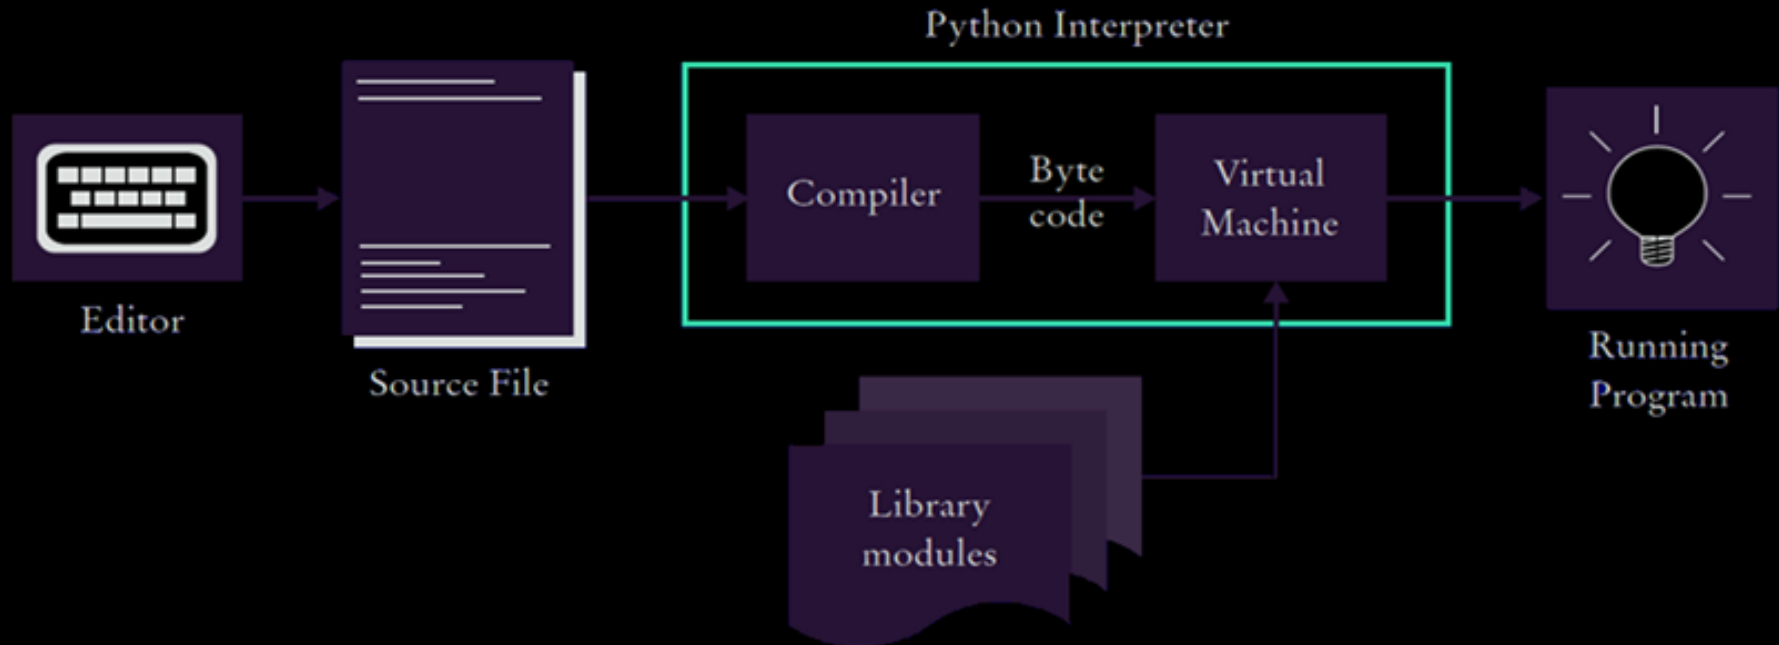 Python Interpreter
Compiler
Byte
code
Virtual
Machine
Editor
Source File
Running
Program
Library
modules